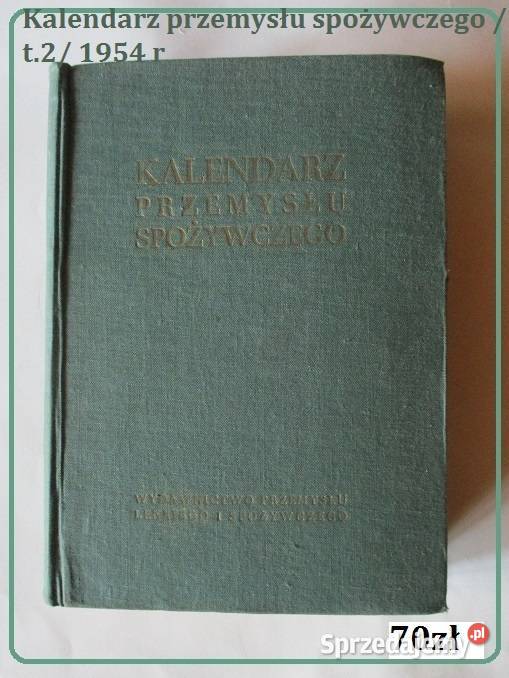 Kalendarz przemysłu spożywczego /
t.2/ 1954 r
KALENDARZ
PRZEMYSŁU
SPOŻYWCZEGO
WYDAWNICTWO PRZEMYSŁU
LEKKIEGO I SPOŻYWCZEGO
70zł
Sprzedajemy.pl